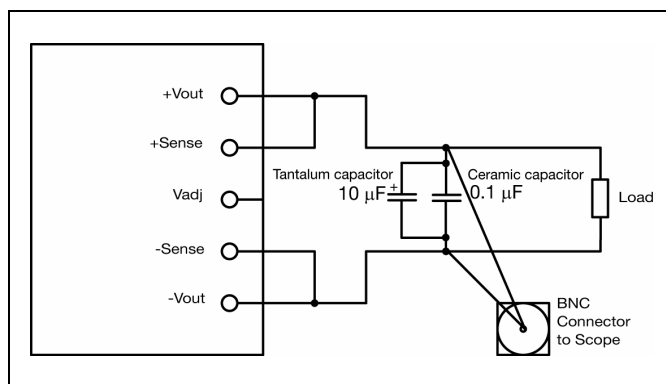 +Vout
+Sense
Vadj
-Sense
-Vout
Tantalum capacitor
10 µF +
Ceramic capacitor
0.1 µF
Load
BNC
Connector
to Scope